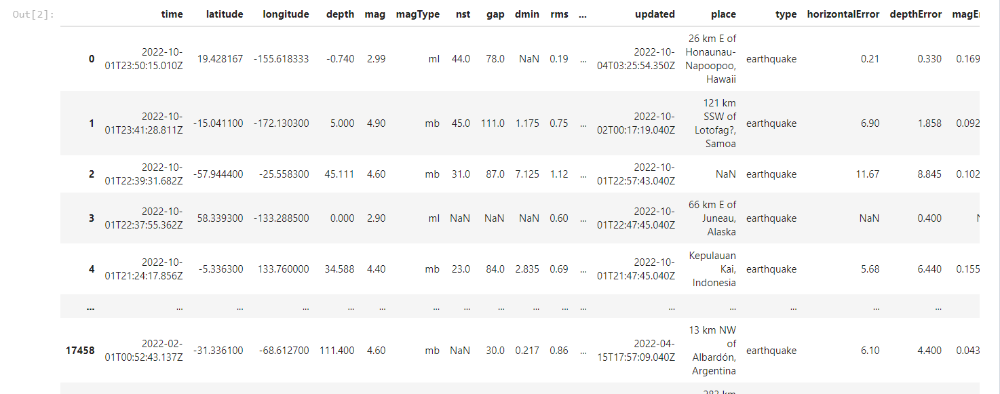 Out[2]:
time latitude longitude depth mag magType nst gap dmin rms ... updated place type horizontalError depthError magE
0 2022-10-01T23:50:15.010Z 19.428167 -155.618333 -0.740 2.99 ml 44.0 78.0 NaN 0.19 ... 2022-10-04T03:25:54.350Z 26 km E of Honaunau-Napoopoo, Hawaii earthquake 0.21 0.330 0.169
1 2022-10-01T23:41:28.811Z -15.041100 -172.130300 5.000 4.90 mb 45.0 111.0 1.175 0.75 ... 2022-10-02T00:17:19.040Z 121 km SSW of Lotofag?, Samoa earthquake 6.90 1.858 0.092
2 2022-10-01T22:39:31.682Z -57.944400 -25.558300 45.111 4.60 mb 31.0 87.0 7.125 1.12 ... 2022-10-01T22:57:43.040Z NaN earthquake 11.67 8.845 0.102
3 2022-10-01T22:37:55.362Z 58.339300 -133.288500 0.000 2.90 ml NaN NaN NaN 0.60 ... 2022-10-01T22:47:45.040Z 66 km E of Juneau, Alaska earthquake NaN 0.400
4 2022-10-01T21:24:17.856Z -5.336300 133.760000 34.588 4.40 mb 23.0 84.0 2.835 0.69 ... 2022-10-01T21:47:45.040Z Kepulauan Kai, Indonesia earthquake 5.68 6.440 0.155
... ... ... ... ... ... ... ... ... ... ... ... ... ... ... ... ...
17458 2022-02-01T00:52:43.137Z -31.336100 -68.612700 111.400 4.60 mb NaN 30.0 0.217 0.86 ... 2022-04-15T17:57:09.040Z 13 km NW of Albardón, Argentina earthquake 6.10 4.400 0.043